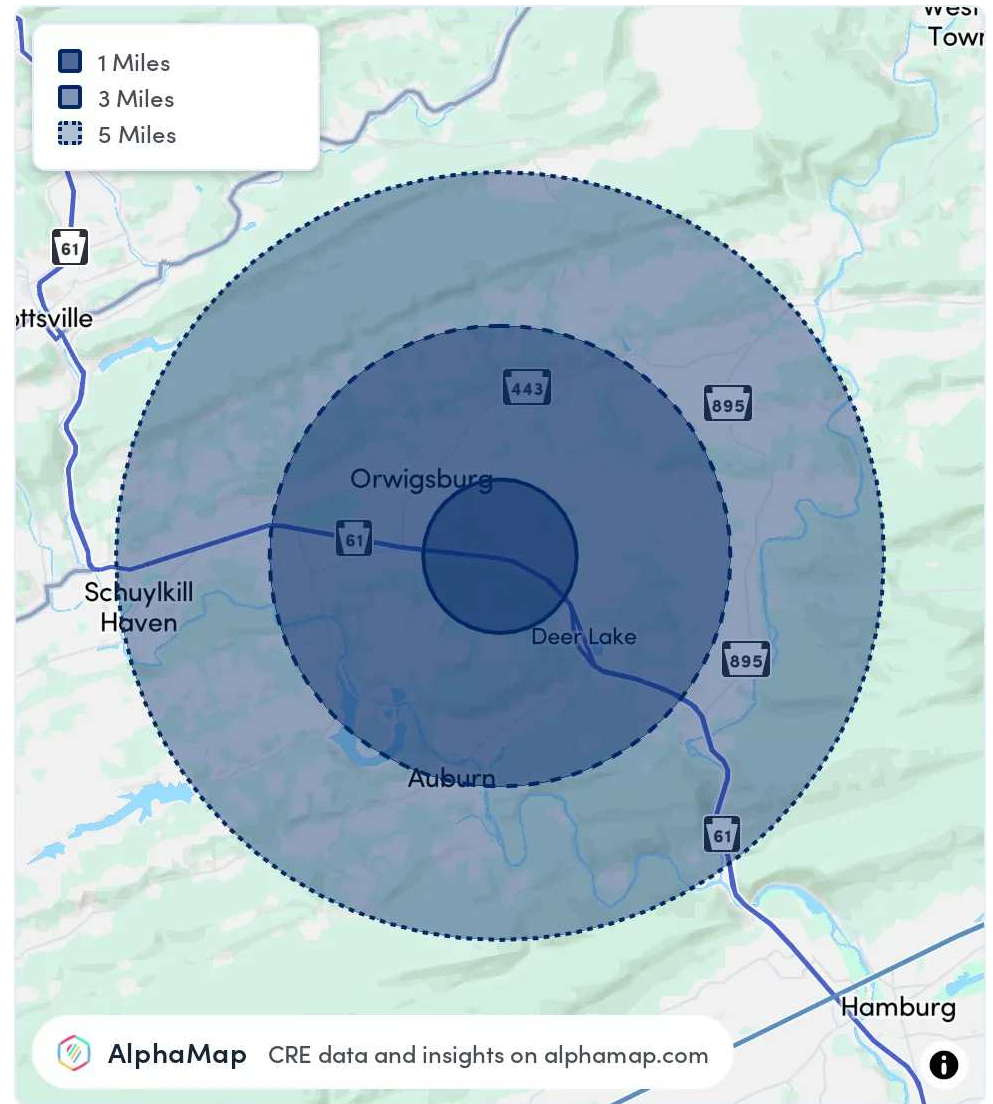 1 Miles
3 Miles
5 Miles
West
Town
61
ottsville
443
895
Orwigsburg
61
Schuylkill
Haven
Deer Lake
895
Auburn
61
Hamburg
AlphaMap CRE data and insights on alphamap.com